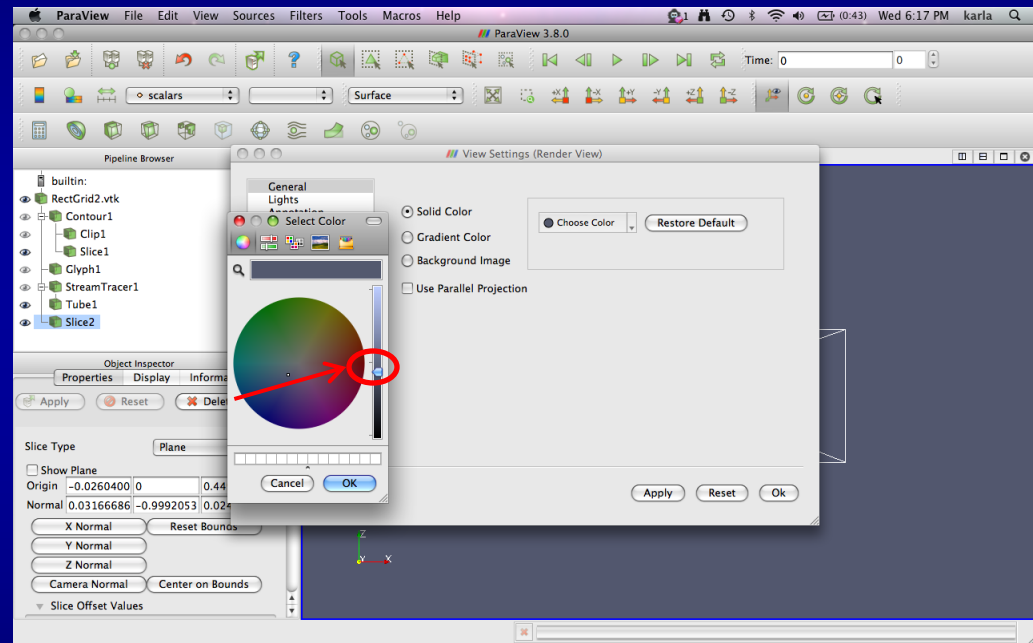 ParaView File Edit View Sources Filters Tools Macros Help 1 (0:43) Wed 6:17 PM karla
ParaView 3.8.0
Time: 0 0
scalars Surface
Pipeline Browser
builtin:
RectGrid2.vtk
Contour1
Clip1
Slice1
Glyph1
StreamTracer1
Tube1
Slice2
Object Inspector
Properties Display Informa
Apply Reset Delet
Slice Type Plane
Show Plane
Origin -0.0260400 0 0.44
Normal 0.03166686 -0.9992053 0.024
X Normal Reset Bounds
Y Normal
Z Normal
Camera Normal Center on Bounds
Slice Offset Values
View Settings (Render View)
General
Lights
Annotation
Solid Color
Gradient Color
Background Image
Use Parallel Projection
Choose Color Restore Default
Apply Reset Ok
Select Color
Cancel OK
Z
Y X